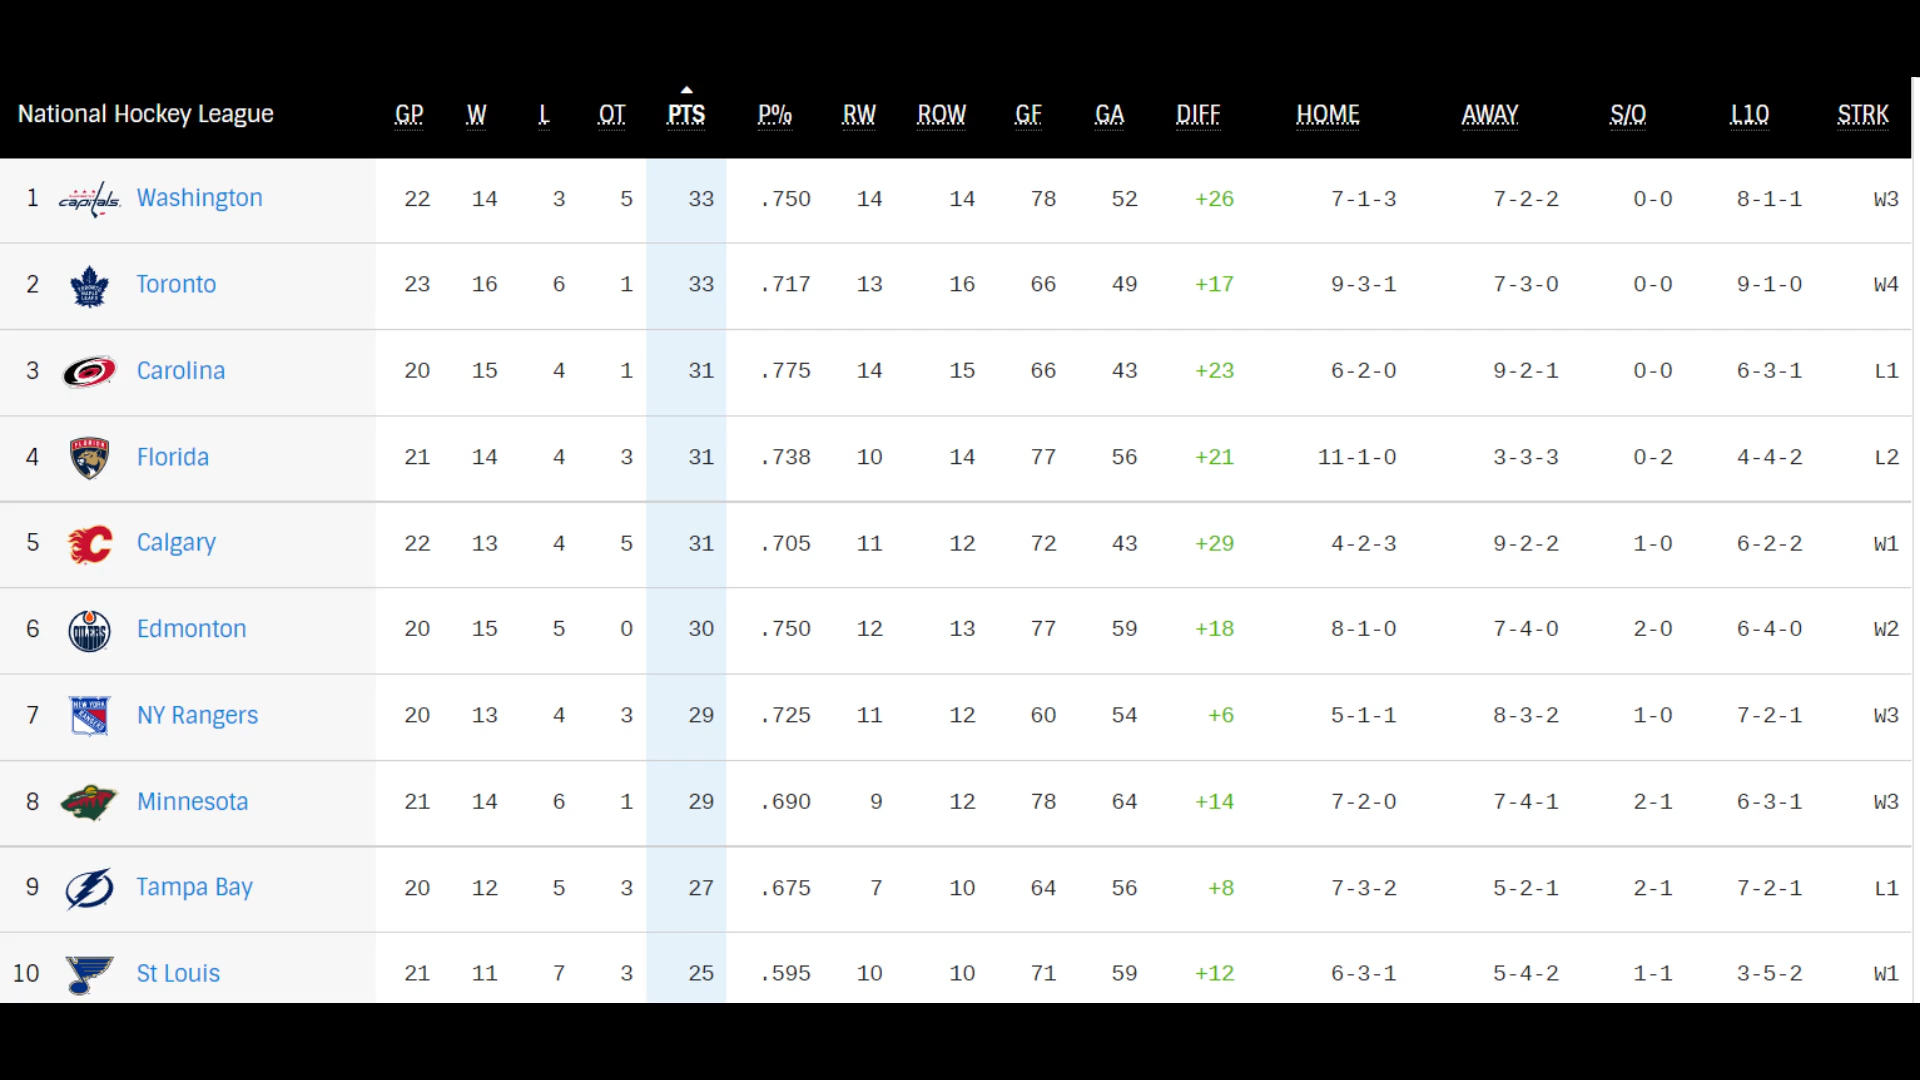 National Hockey League GP W L OT PTS P% RW ROW GF GA DIFF HOME AWAY S/O L10 STRK
1 capitals Washington 22 14 3 5 33 .750 14 14 78 52 +26 7-1-3 7-2-2 0-0 8-1-1 W3
2 TORONTO MAPLE LEAFS Toronto 23 16 6 1 33 .717 13 16 66 49 +17 9-3-1 7-3-0 0-0 9-1-0 W4
3 Carolina 20 15 4 1 31 .775 14 15 66 43 +23 6-2-0 9-2-1 0-0 6-3-1 L1
4 FLORIDA Florida 21 14 4 3 31 .738 10 14 77 56 +21 11-1-0 3-3-3 0-2 4-4-2 L2
5 C Calgary 22 13 4 5 31 .705 11 12 72 43 +29 4-2-3 9-2-2 1-0 6-2-2 W1
6 OILERS Edmonton 20 15 5 0 30 .750 12 13 77 59 +18 8-1-0 7-4-0 2-0 6-4-0 W2
7 NEW YORK RANGERS NY Rangers 20 13 4 3 29 .725 11 12 60 54 +6 5-1-1 8-3-2 1-0 7-2-1 W3
8 Minnesota 21 14 6 1 29 .690 9 12 78 64 +14 7-2-0 7-4-1 2-1 6-3-1 W3
9 Tampa Bay 20 12 5 3 27 .675 7 10 64 56 +8 7-3-2 5-2-1 2-1 7-2-1 L1
10 St Louis 21 11 7 3 25 .595 10 10 71 59 +12 6-3-1 5-4-2 1-1 3-5-2 W1